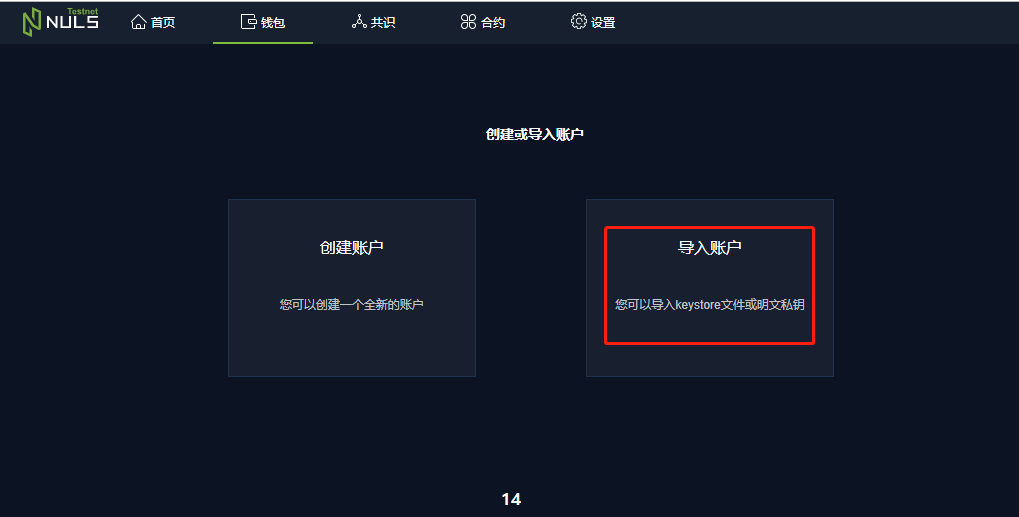 Testnet
NULS 首页 钱包 共识 合约 设置
创建或导入账户
创建账户
您可以创建一个全新的账户
导入账户
您可以导入keystore文件或明文私钥
14